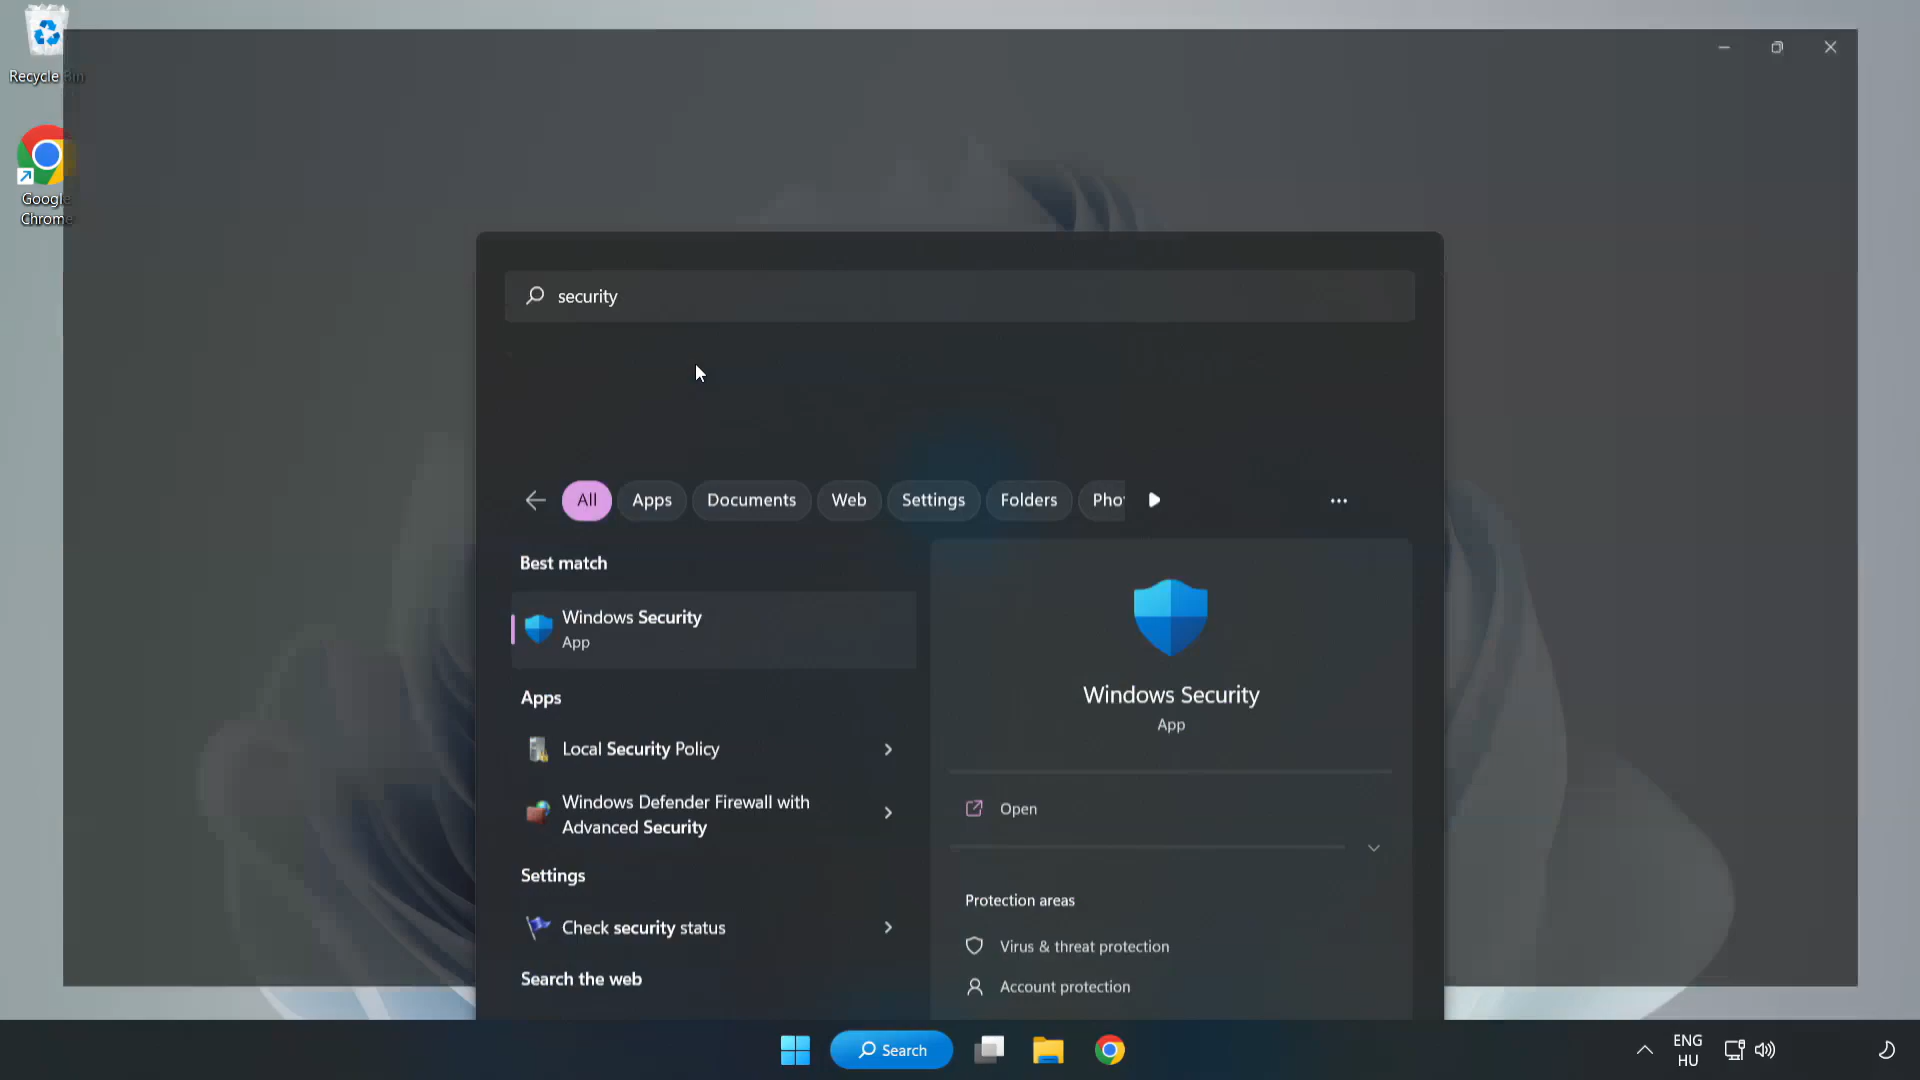 Recycle Bin
Google
Chrome
security
All
Apps
Documents
Web
Settings
Folders
Pho
Best match
Windows Security
App
Apps
Local Security Policy
Windows Defender Firewall with
Advanced Security
Settings
Check security status
Search the web
Windows Security
App
Open
Protection areas
Virus & threat protection
Account protection
Search
ENG
HU